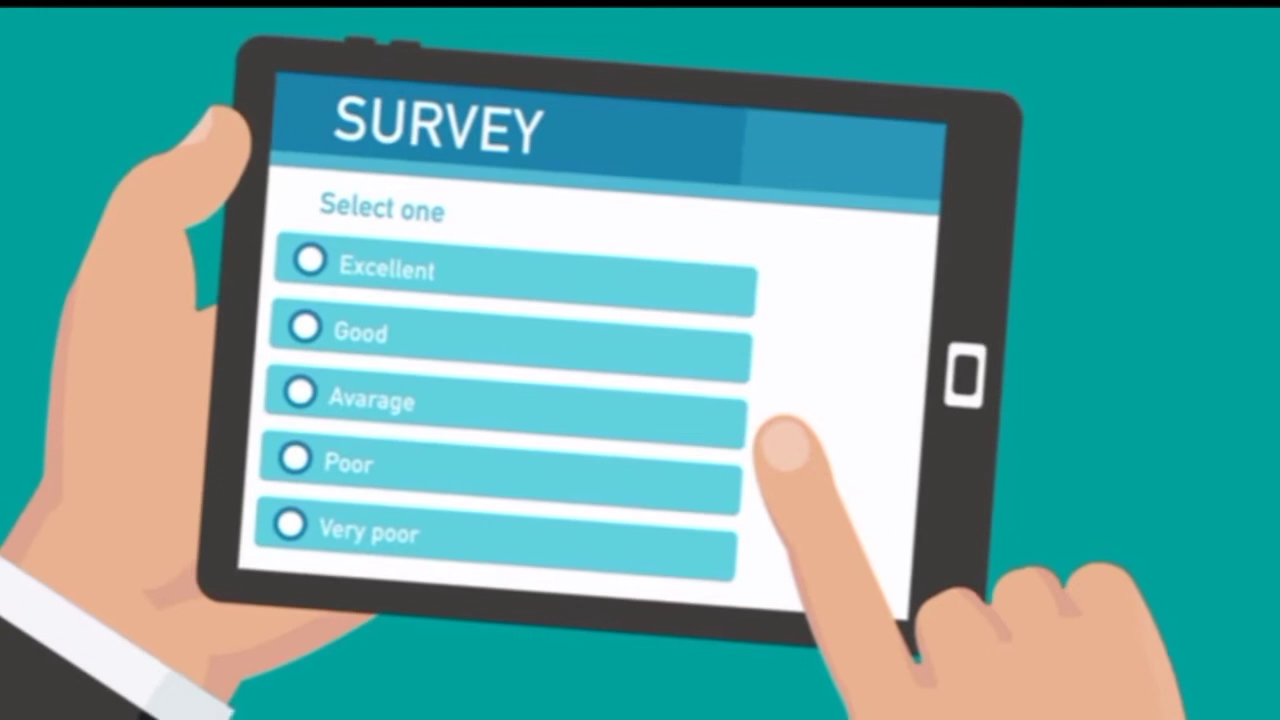 SURVEY
Select one
Excellent
Good
Avarage
Poor
Very poor